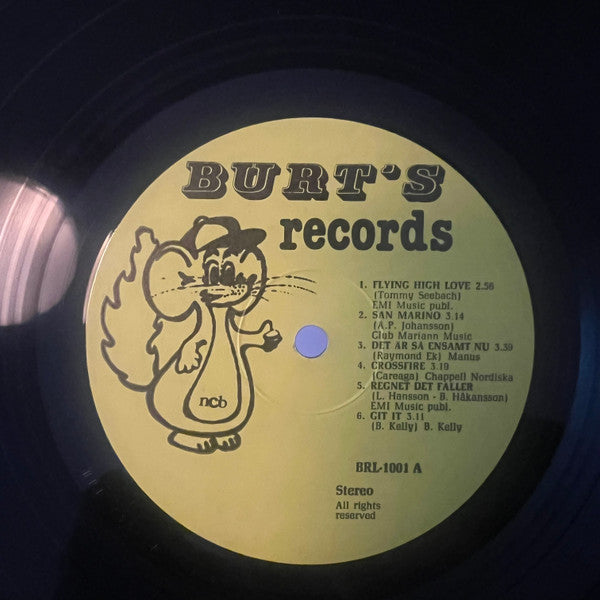 BURT'S
records
1. FLYING HIGH LOVE 2.56
(Tommy Seebach)
EMI Music publ.
2. SAN MARINO 3.14
(A.P. Johansson)
Club Mariann Music
3. DET ÄR SÅ ENSAMT NU 3.39
(Raymond Ek) Manus
4. CROSSFIRE 3.19
(Careaga) Chappell Nordiska
5. REGNET DET FALLER
(L. Hansson - B. Håkansson)
EMI Music publ.
6. GIT IT 3.11
(B. Kelly) B. Kelly
ncb
BRL-1001 A
Stereo
All rights
reserved